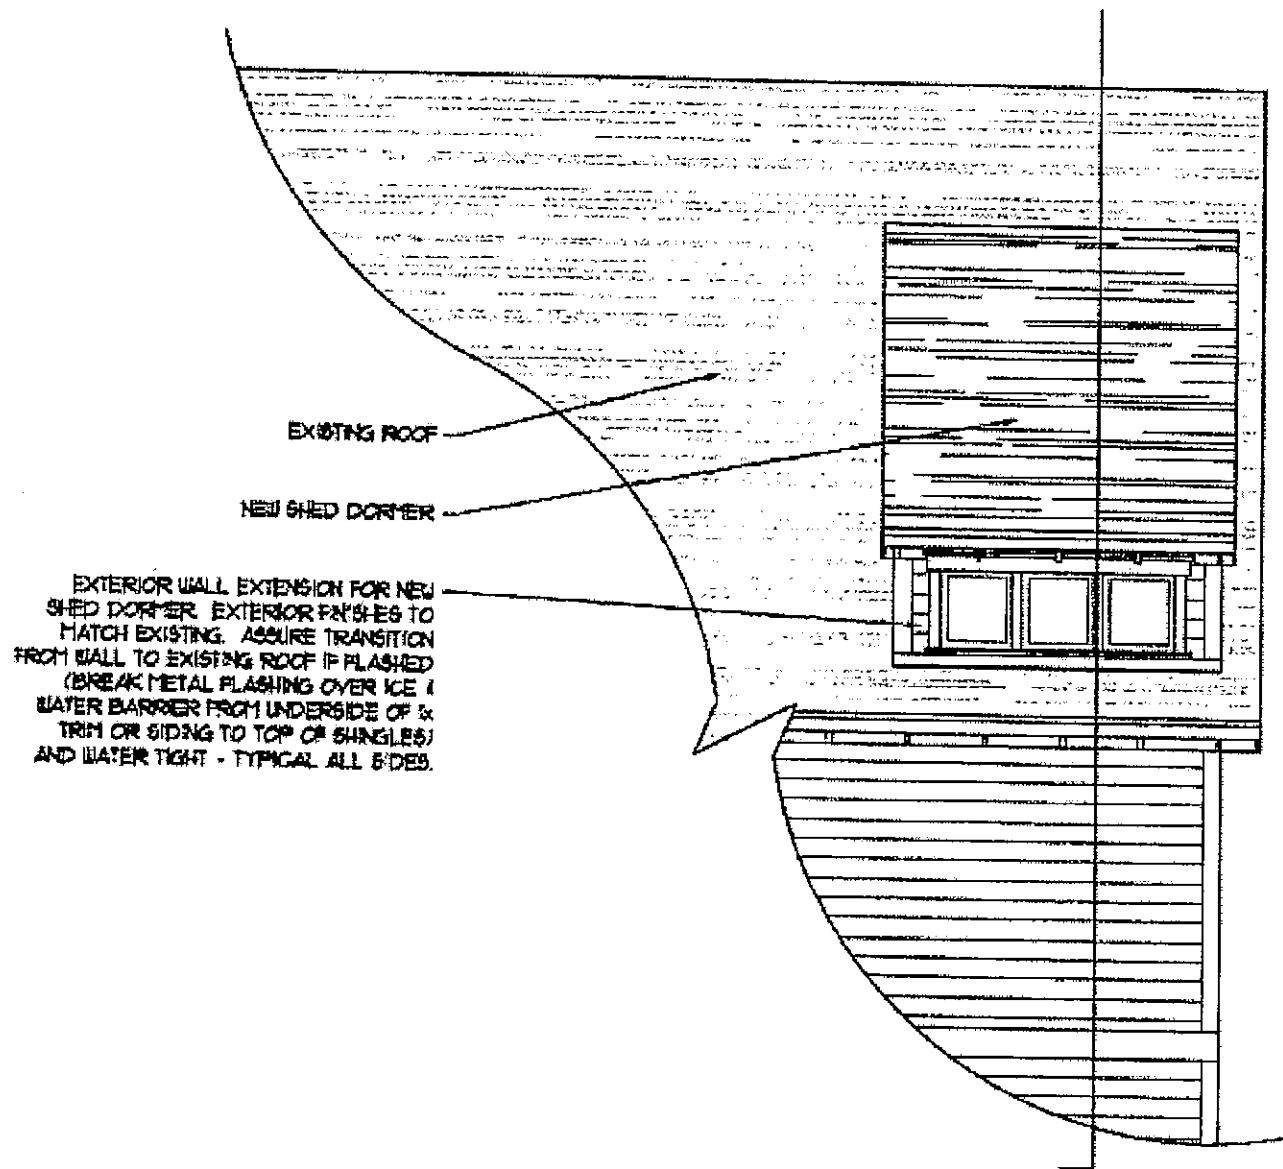 EXISTING ROOF
NEW SHED DORMER
EXTERIOR WALL EXTENSION FOR NEW
SHED DORMER. EXTERIOR FINISHES TO
MATCH EXISTING. ASSURE TRANSITION
FROM WALL TO EXISTING ROOF IF FLASHED
(BREAK METAL FLASHING OVER ICE &
WATER BARRIER FROM UNDERSIDE OF 1x
TRIM OR SIDING TO TOP OF SHINGLES)
AND WATER TIGHT - TYPICAL ALL SIDES.